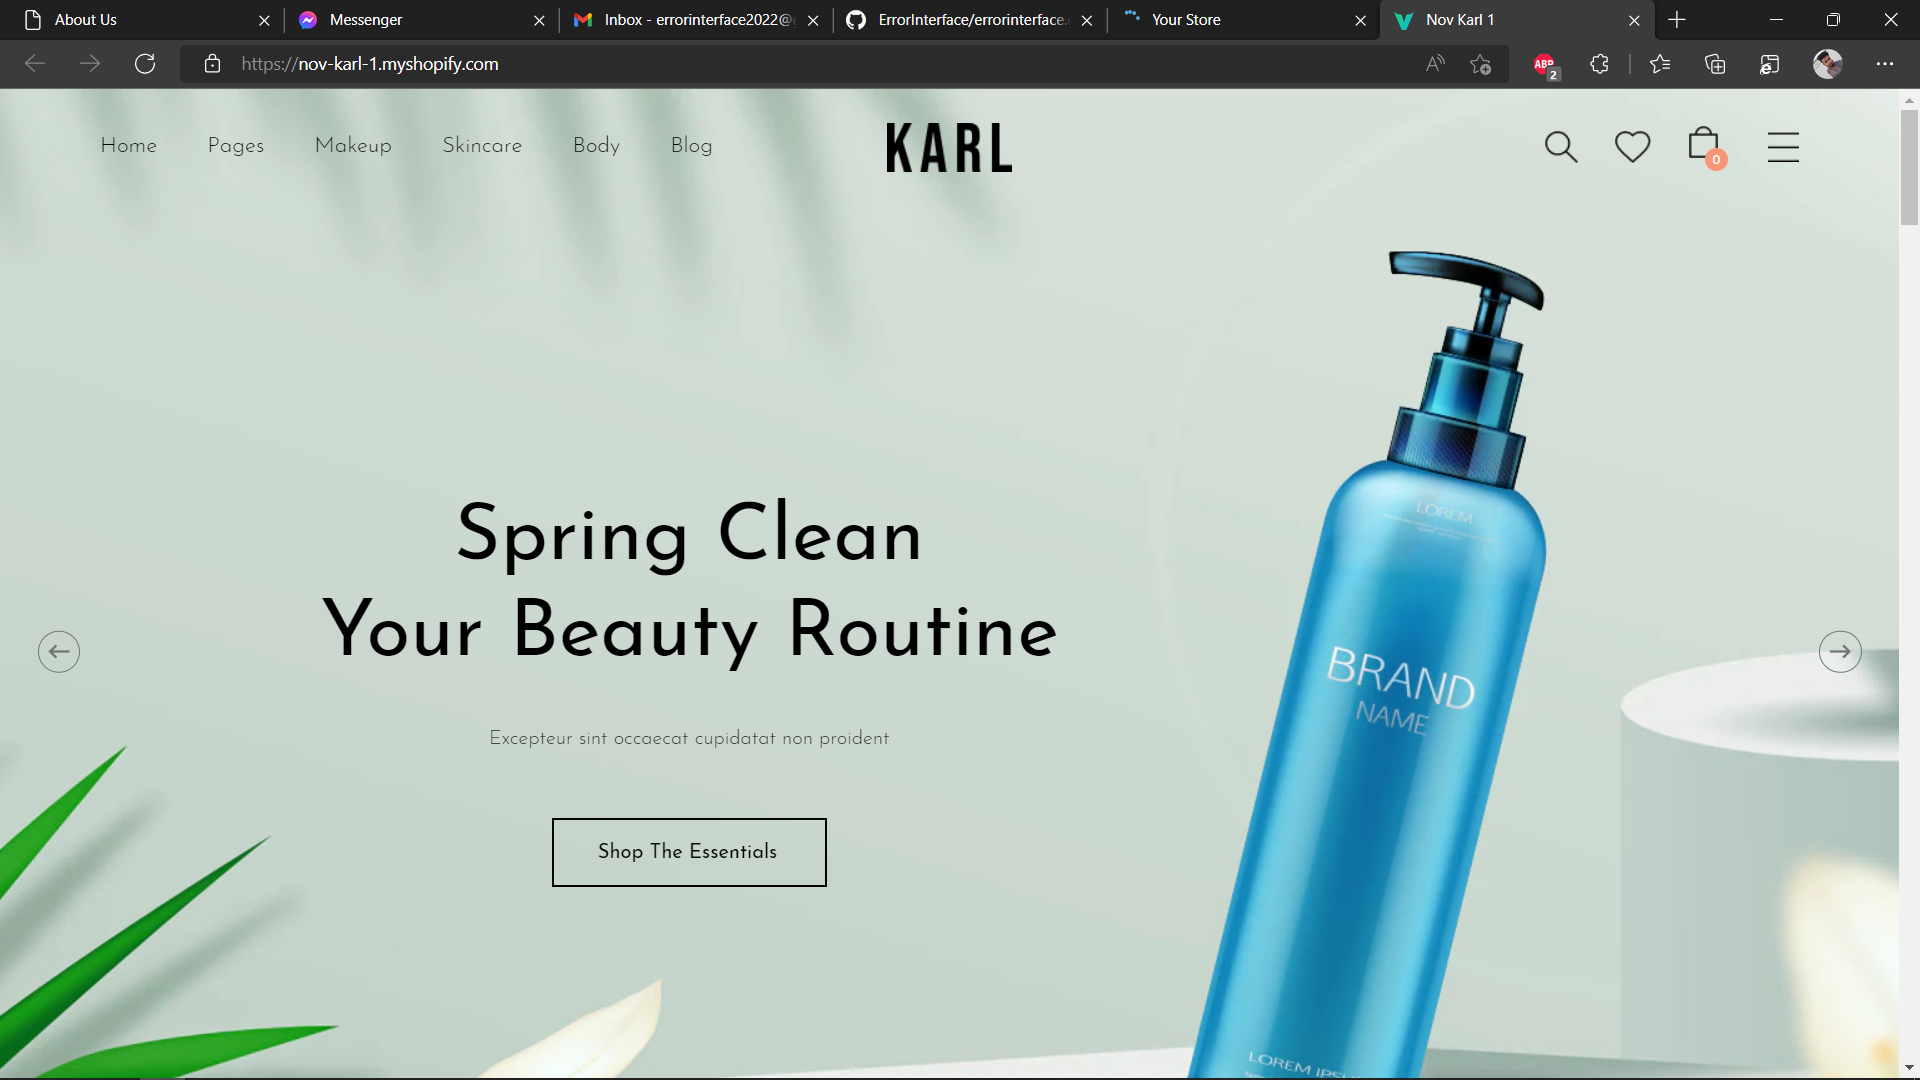 About Us
Messenger
Inbox - errorinterface2022@g
ErrorInterface/errorinterface.
Your Store
Nov Karl 1
https://nov-karl-1.myshopify.com
ABP
2
Home
Pages
Makeup
Skincare
Body
Blog
KARL
0
LOREM
Spring Clean
Your Beauty Routine
BRAND
NAME
Excepteur sint occaecat cupidatat non proident
Shop The Essentials
LOREM IPSU